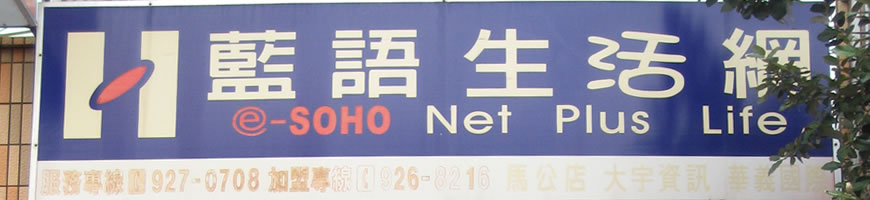 藍語生活網
e-SOHO Net Plus Life
服務專線 927-0708 加盟專線 926-8216 馬公店 大宇資訊 華義國際